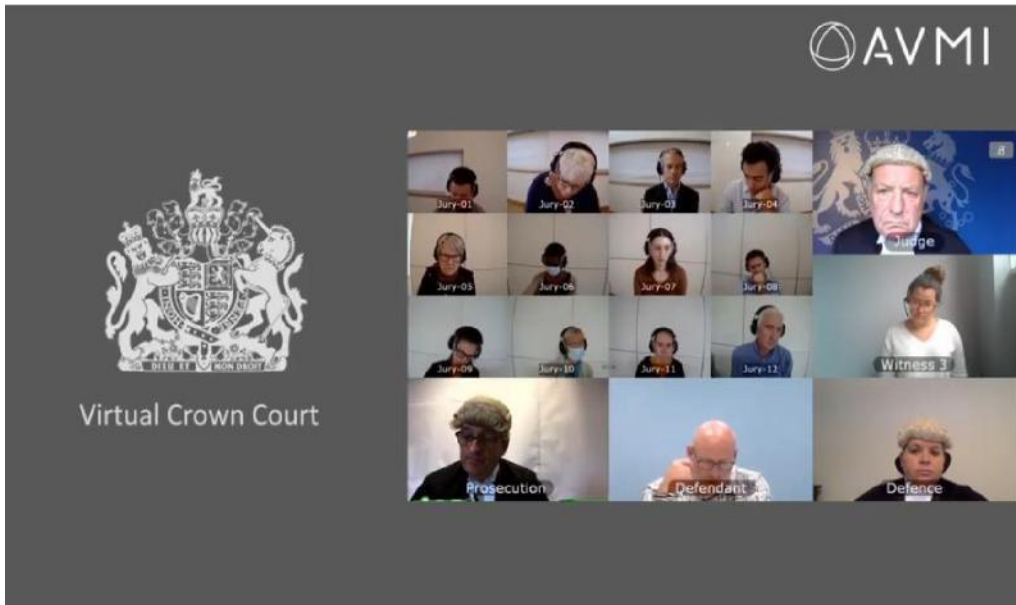 AVMI
Jury-01
Jury-02
Jury-03
Jury-04
Judge
Jury-05
Jury-06
Jury-07
Jury-08
Witness 3
Jury-09
Jury-10
Jury-11
Jury-12
DIEU ET MON DROIT
Virtual Crown Court
Prosecution
Defendant
Defence